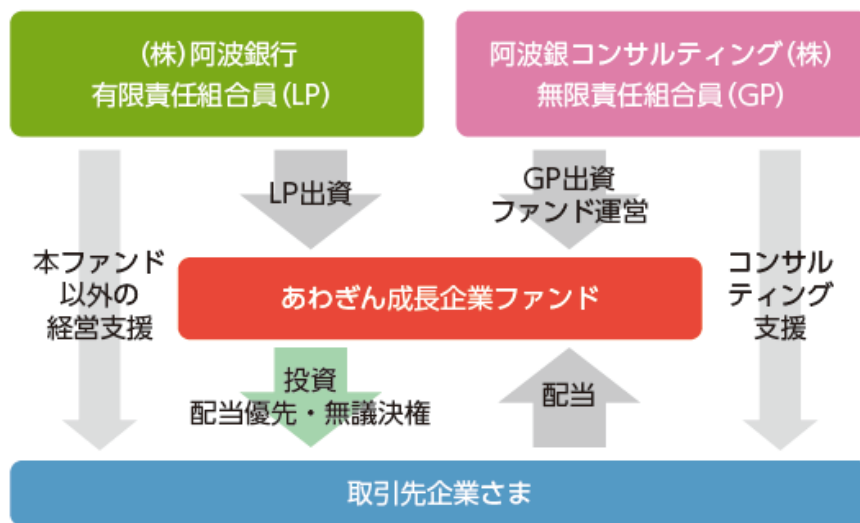 (株)阿波銀行
有限責任組合員(LP)
阿波銀コンサルティング(株)
無限責任組合員(GP)
LP出資
GP出資
ファンド運営
本ファンド
以外の
経営支援
あわぎん成長企業ファンド
コンサル
ティング
支援
投資
配当優先・無議決権
配当
取引先企業さま